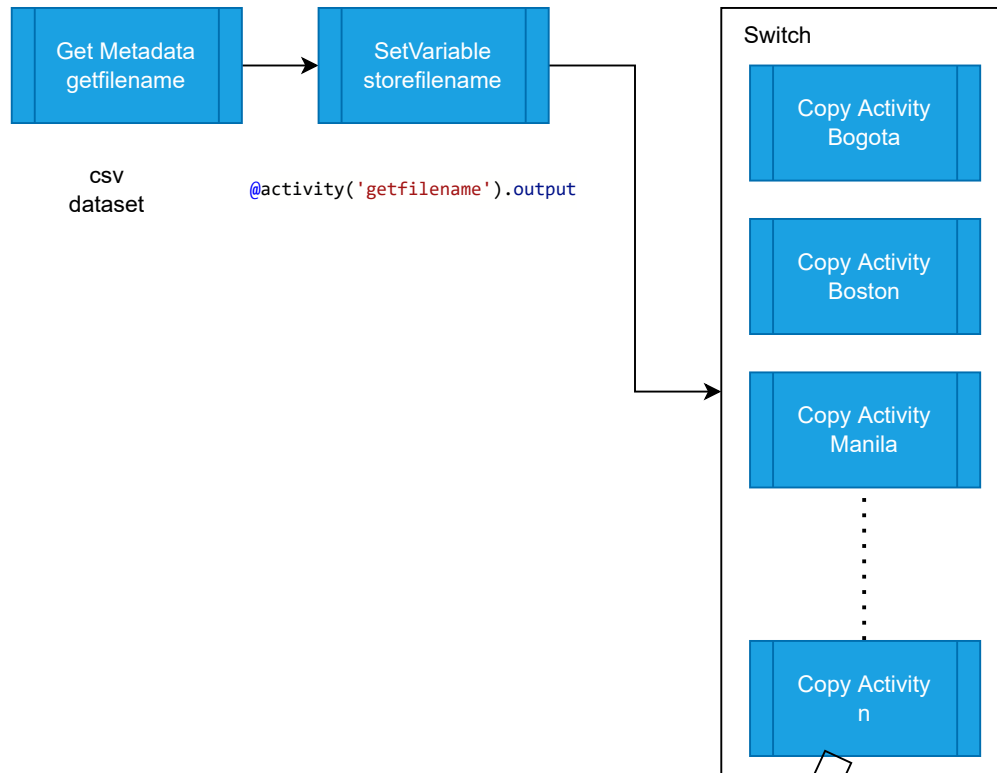 Get Metadata
getfilename
SetVariable
storefilename
Switch
Copy Activity
Bogota
csv
dataset
@activity('getfilename').output
Copy Activity
Boston
Copy Activity
Manila
Copy Activity
n